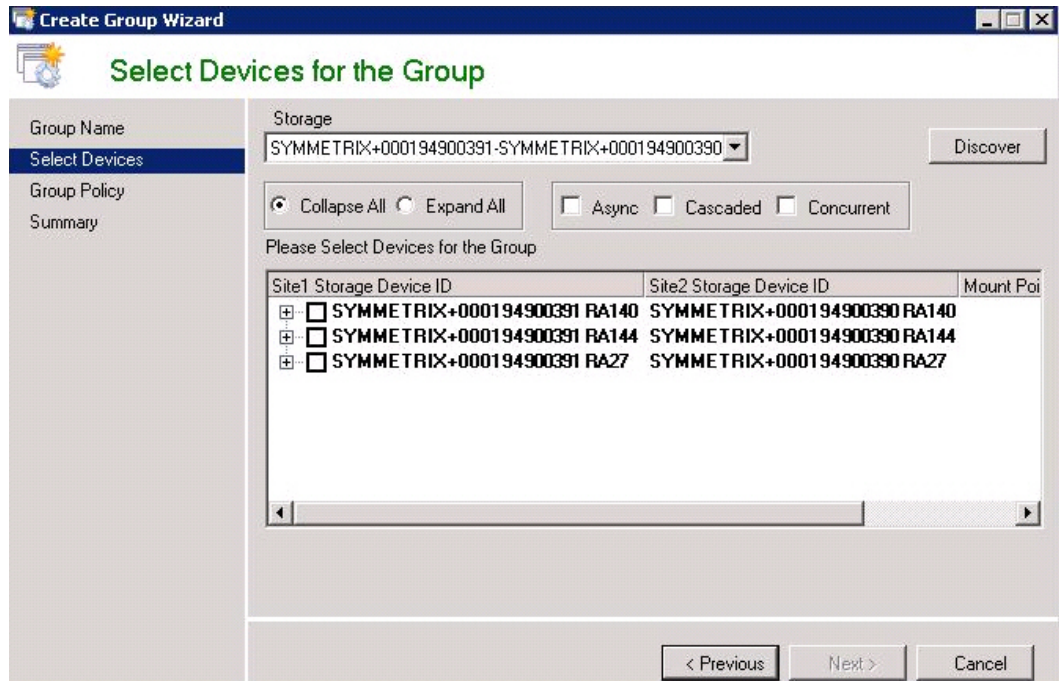 Create Group Wizard
Select Devices for the Group
Group Name
Select Devices
Group Policy
Summary
Storage
SYMMETRIX+000194900391-SYMMETRIX+000194900390
Discover
Collapse All Expand All Async Cascaded Concurrent
Please Select Devices for the Group
Site1 Storage Device ID Site2 Storage Device ID Mount Poi
SYMMETRIX+000194900391 RA140 SYMMETRIX+000194900390 RA140
SYMMETRIX+000194900391 RA144 SYMMETRIX+000194900390 RA144
SYMMETRIX+000194900391 RA27 SYMMETRIX+000194900390 RA27
< Previous Next > Cancel